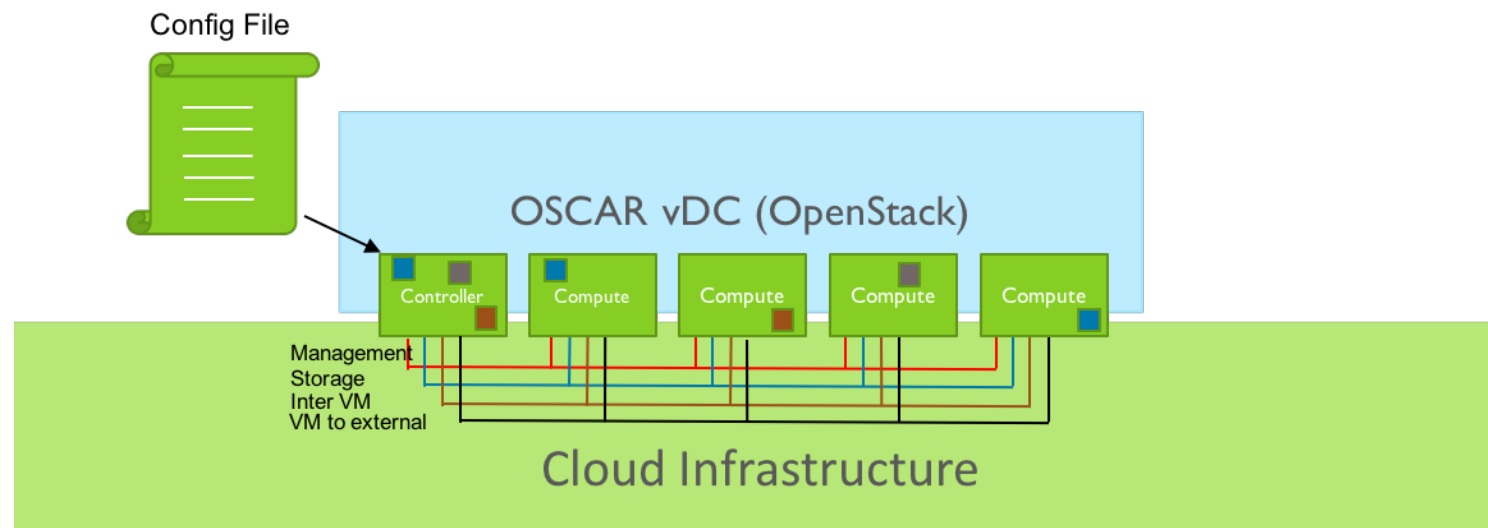 Config File
OSCAR vDC (OpenStack)
Controller
Compute
Compute
Compute
Compute
Management
Storage
Inter VM
VM to external
Cloud Infrastructure